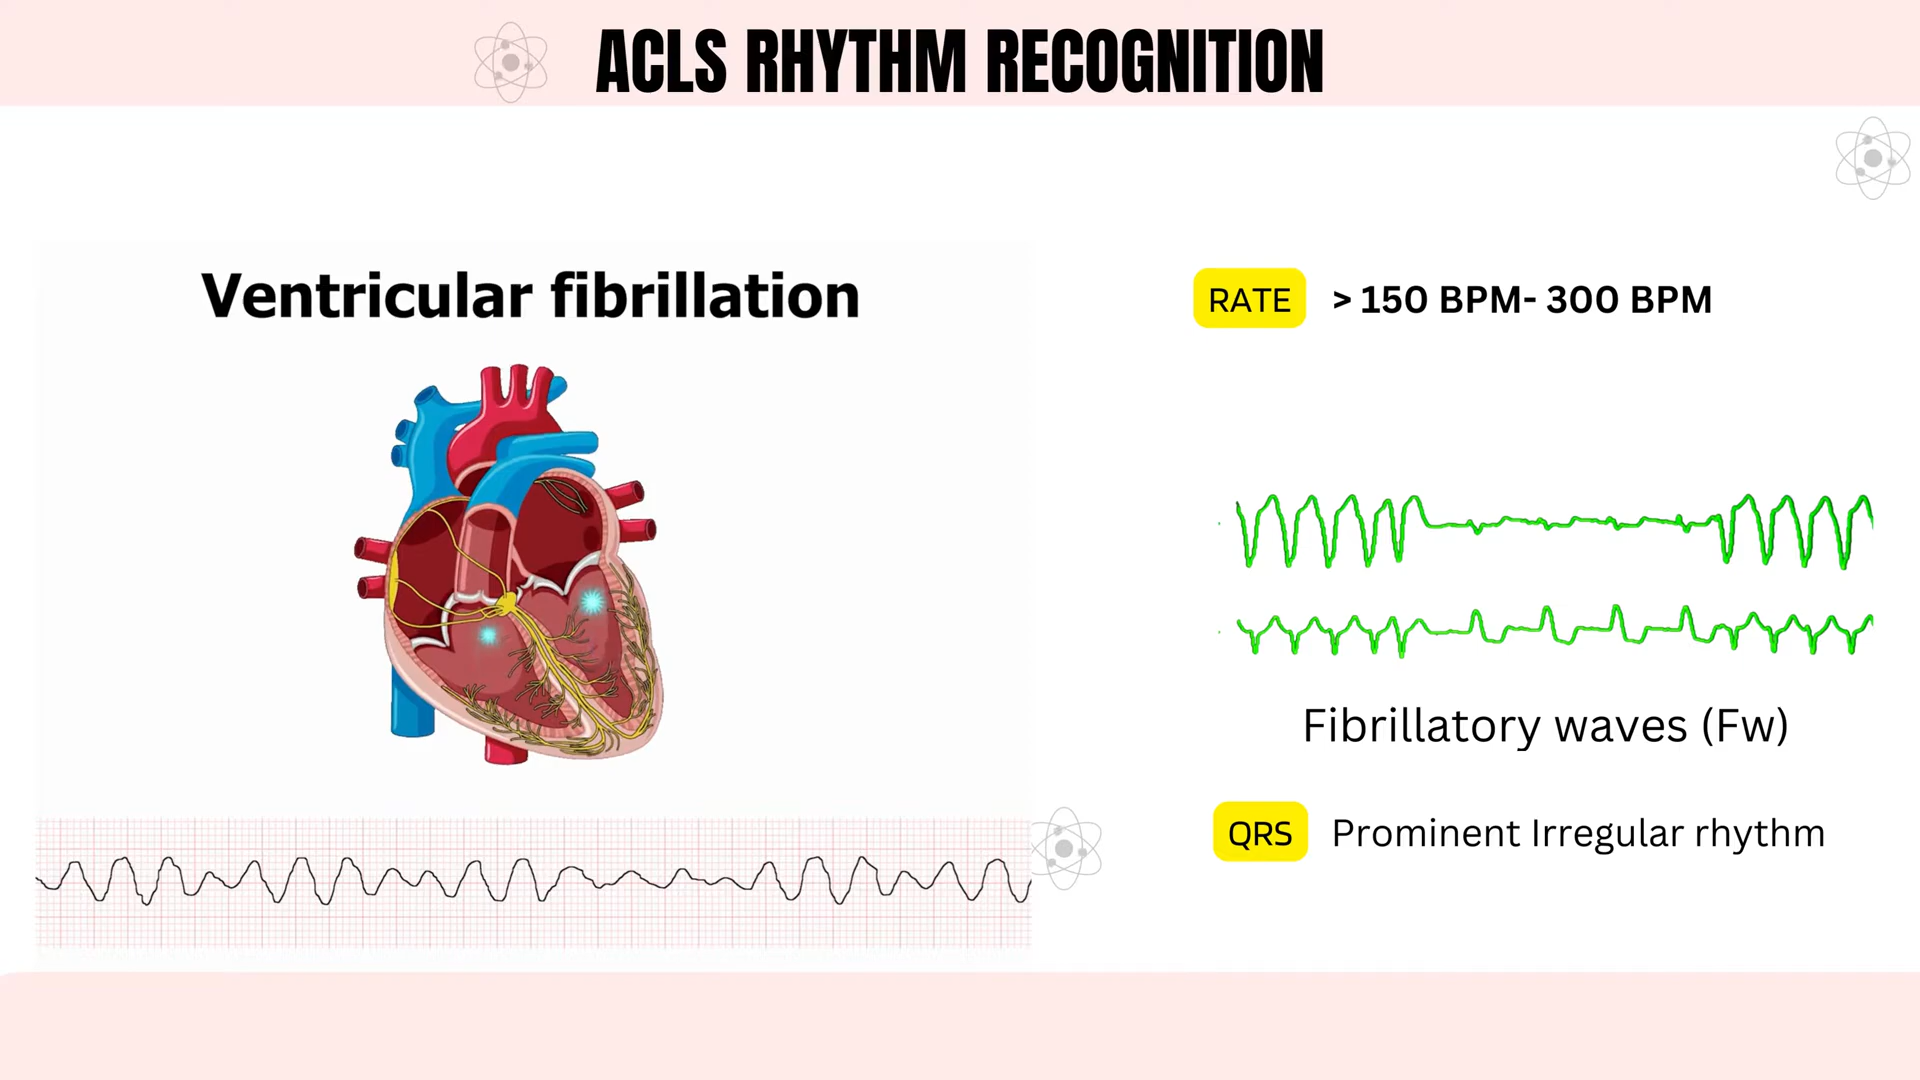 ACLS RHYTHM RECOGNITION
Ventricular fibrillation
RATE > 150 BPM- 300 BPM
Fibrillatory waves (Fw)
QRS Prominent Irregular rhythm